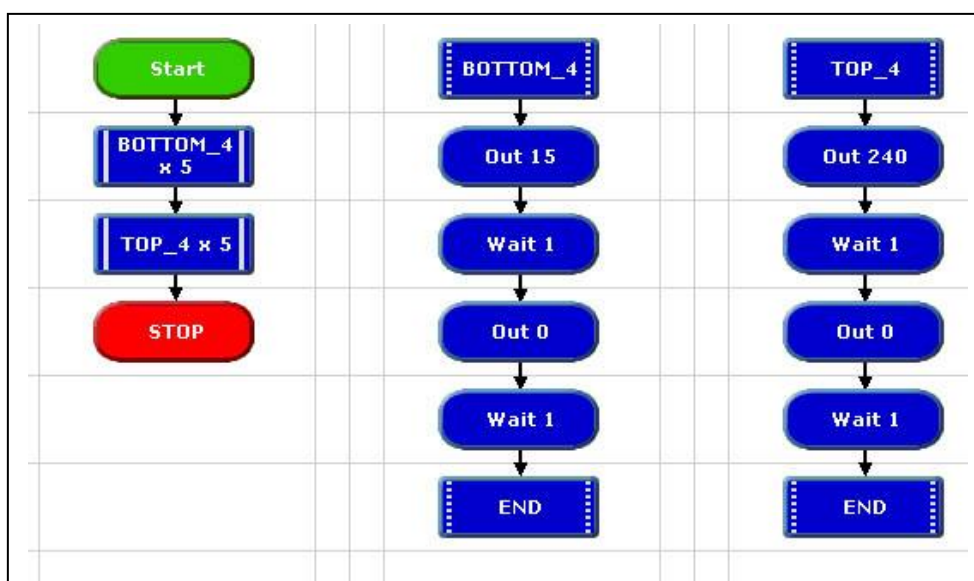 Start
BOTTOM_4
x 5
TOP_4 x 5
STOP
BOTTOM_4
Out 15
Wait 1
Out 0
Wait 1
END
TOP_4
Out 240
Wait 1
Out 0
Wait 1
END